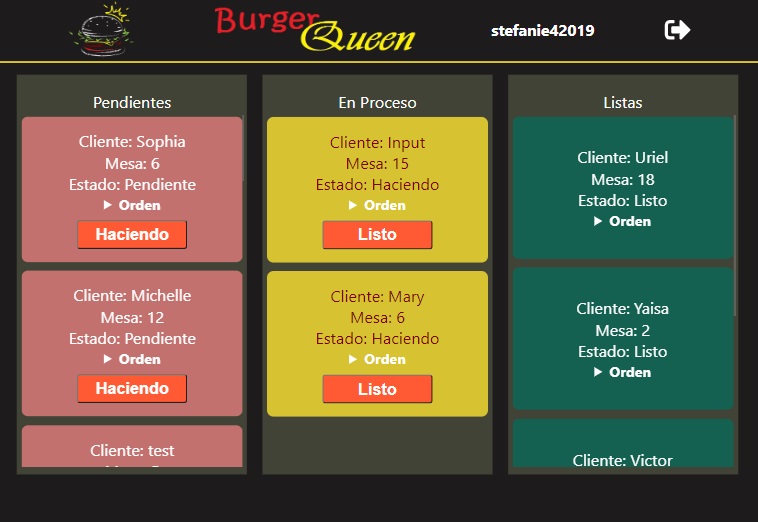 Burger
Queen
stefanie42019
Pendientes
Cliente: Sophia
Mesa: 6
Estado: Pendiente
▶ Orden
Haciendo
Cliente: Michelle
Mesa: 12
Estado: Pendiente
▶ Orden
Haciendo
Cliente: test
En Proceso
Cliente: Input
Mesa: 15
Estado: Haciendo
▶ Orden
Listo
Cliente: Mary
Mesa: 6
Estado: Haciendo
▶ Orden
Listo
Listas
Cliente: Uriel
Mesa: 18
Estado: Listo
▶ Orden
Cliente: Yaisa
Mesa: 2
Estado: Listo
▶ Orden
Cliente: Victor